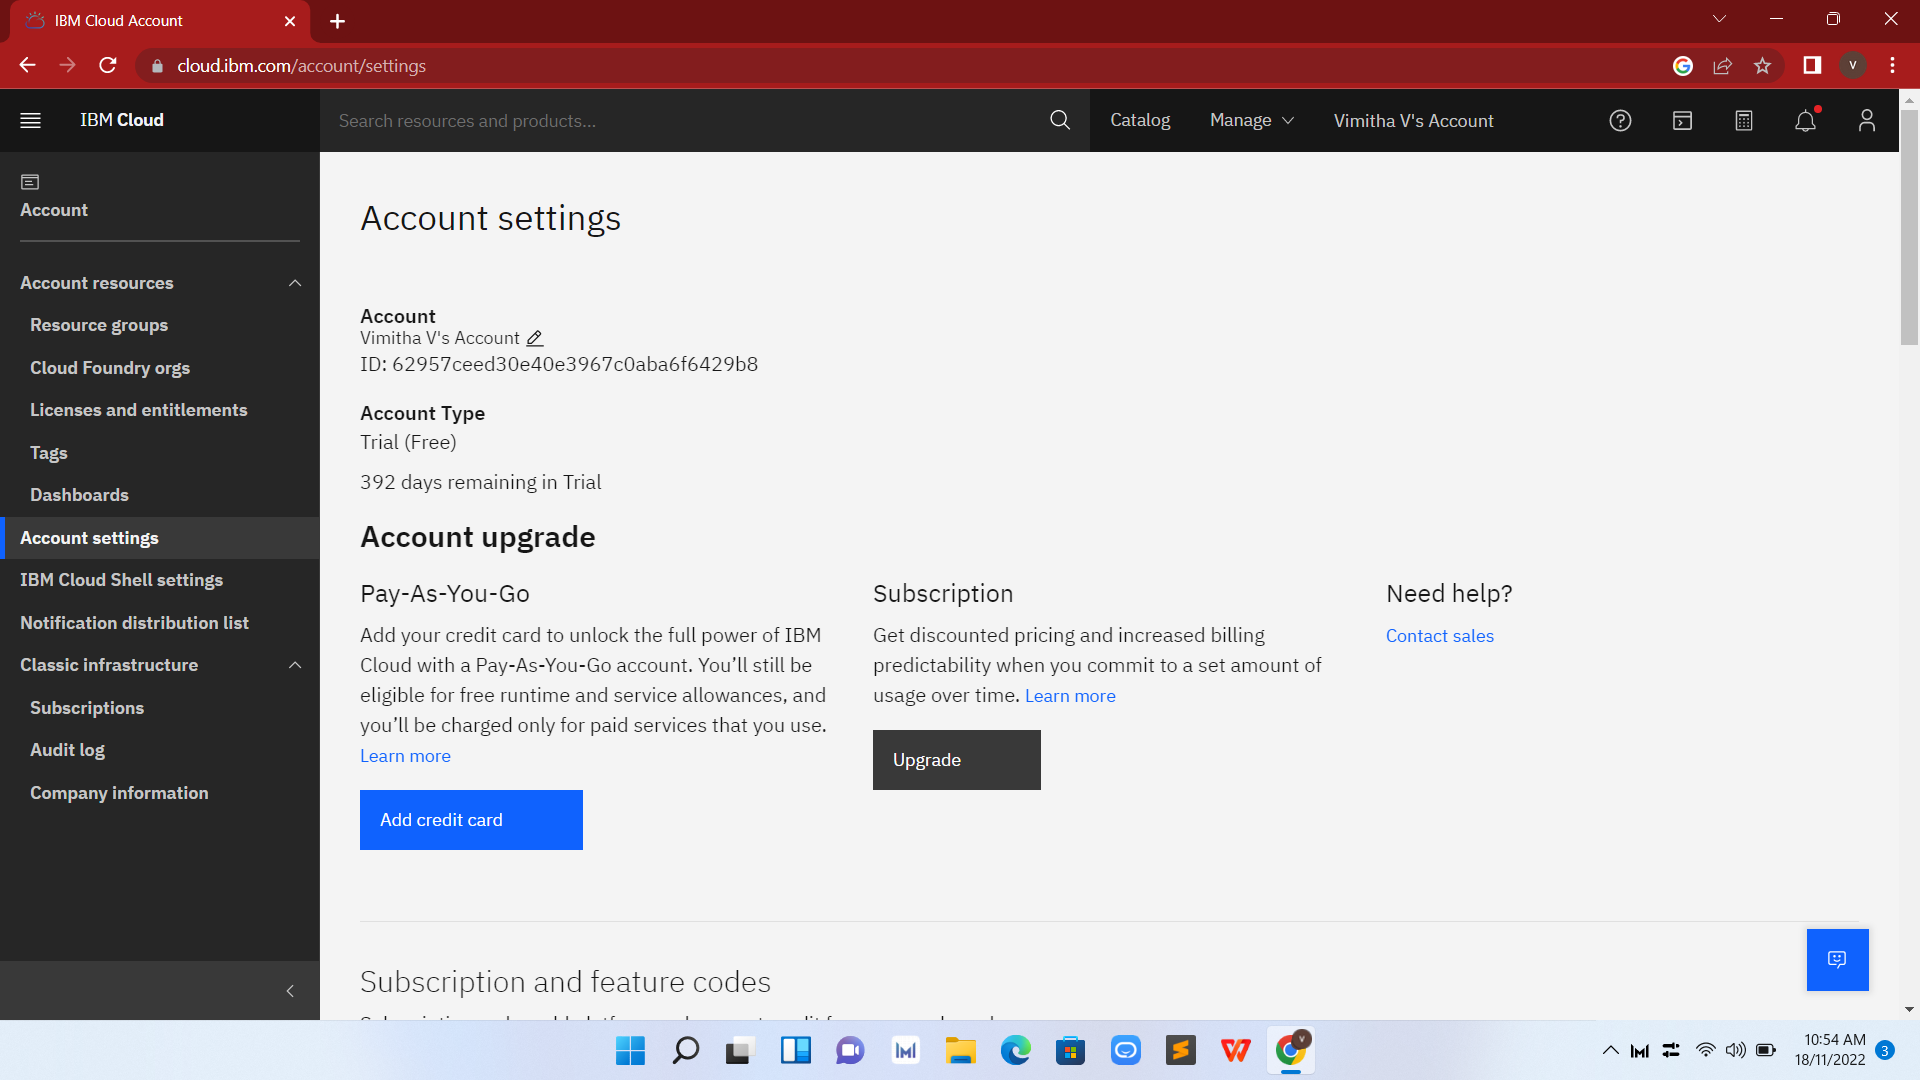 IBM Cloud Account
cloud.ibm.com/account/settings
V
IBM Cloud
Search resources and products...
Catalog
Manage
Vimitha V's Account
Account
Account resources
Resource groups
Cloud Foundry orgs
Licenses and entitlements
Tags
Dashboards
Account settings
IBM Cloud Shell settings
Notification distribution list
Classic infrastructure
Subscriptions
Audit log
Company information
Account settings
Account
Vimitha V's Account
ID: 62957ceed30e40e3967c0aba6f6429b8
Account Type
Trial (Free)
392 days remaining in Trial
Account upgrade
Pay-As-You-Go
Add your credit card to unlock the full power of IBM
Cloud with a Pay-As-You-Go account. You’ll still be
eligible for free runtime and service allowances, and
you’ll be charged only for paid services that you use.
Learn more
Add credit card
Subscription
Get discounted pricing and increased billing
predictability when you commit to a set amount of
usage over time. Learn more
Upgrade
Need help?
Contact sales
Subscription and feature codes
10:54 AM
18/11/2022
3